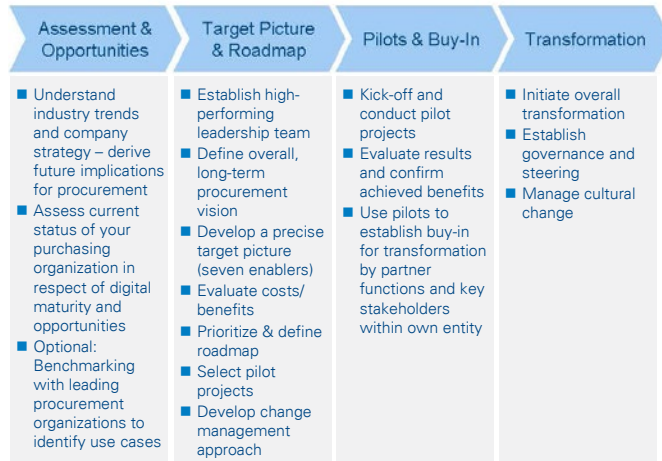 Assessment &
Opportunities
Target Picture
& Roadmap
Pilots & Buy-In
Transformation
■ Understand
industry trends
and company
strategy – derive
future implications
for procurement
■ Assess current
status of your
purchasing
organization in
respect of digital
maturity and
opportunities
■ Optional:
Benchmarking
with leading
procurement
organizations to
identify use cases
■ Establish high-
performing
leadership team
■ Define overall,
long-term
procurement
vision
■ Develop a precise
target picture
(seven enablers)
■ Evaluate costs/
benefits
■ Prioritize & define
roadmap
■ Select pilot
projects
■ Develop change
management
approach
■ Kick-off and
conduct pilot
projects
■ Evaluate results
and confirm
achieved benefits
■ Use pilots to
establish buy-in
for transformation
by partner
functions and key
stakeholders
within own entity
■ Initiate overall
transformation
■ Establish
governance and
steering
■ Manage cultural
change